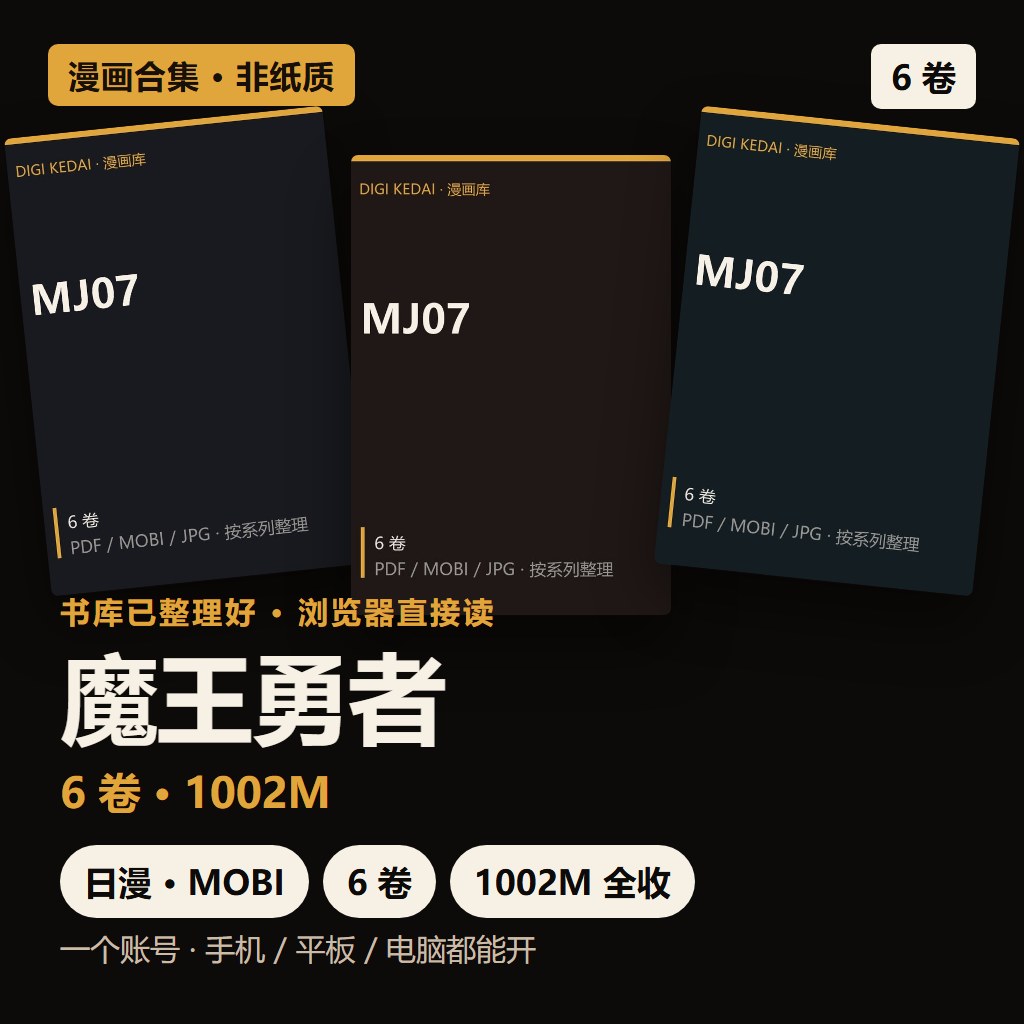 漫画合集 • 非纸质
6 卷
DIGI KEDAI · 漫画库
MJ07
6 卷
PDF / MOBI / JPG · 按系列整理
DIGI KEDAI · 漫画库
MJ07
6 卷
PDF / MOBI / JPG · 按系列整理
DIGI KEDAI · 漫画库
MJ07
6 卷
PDF / MOBI / JPG · 按系列整理
书库已整理好 • 浏览器直接读
魔王勇者
6 卷 • 1002M
日漫 • MOBI
6 卷
1002M 全收
一个账号 · 手机 / 平板 / 电脑都能开